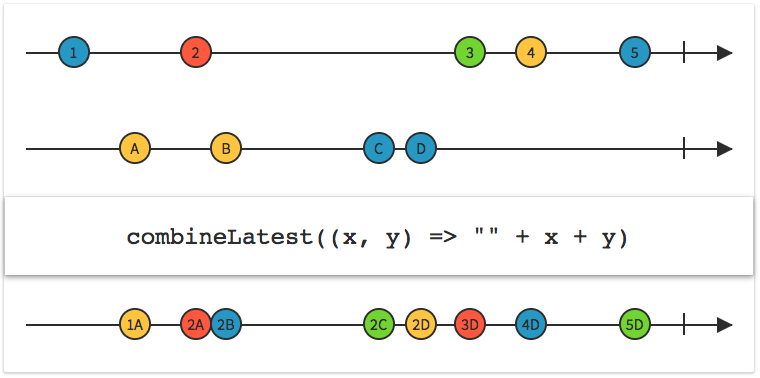 1 2 3 4 5
A B C D
combineLatest((x, y) => "" + x + y)
1A 2A 2B 2C 2D 3D 4D 5D